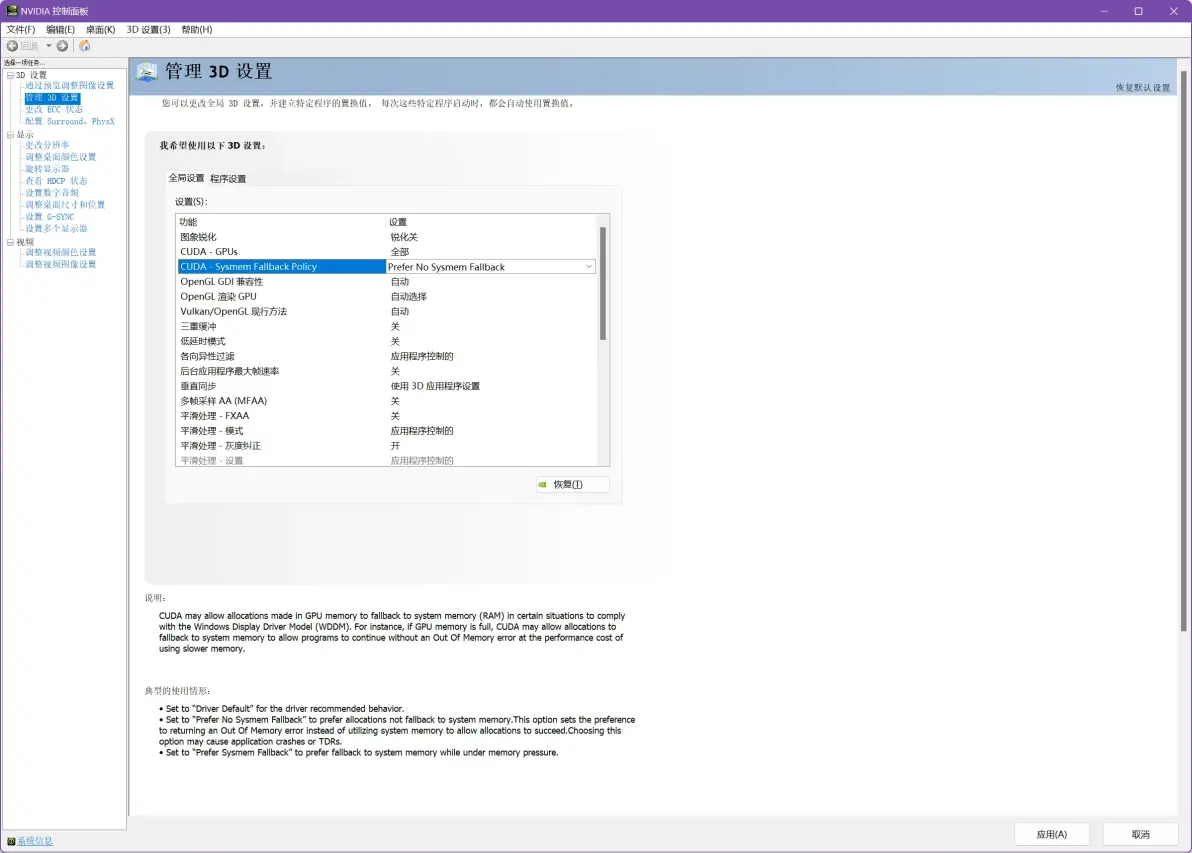 NVIDIA 控制面板
文件(F) 编辑(E) 桌面(K) 3D 设置(3) 帮助(H)
后退
选择一项任务...
3D 设置
通过预览调整图像设置
管理 3D 设置
更改 ECC 状态
配置 Surround、PhysX
显示
更改分辨率
调整桌面颜色设置
旋转显示器
查看 HDCP 状态
设置数字音频
调整桌面尺寸和位置
设置 G-SYNC
设置多个显示器
视频
调整视频颜色设置
调整视频图像设置
系统信息
管理 3D 设置
恢复默认设置
您可以更改全局 3D 设置，并建立特定程序的置换值。 每次这些特定程序启动时，都会自动使用置换值。
我希望使用以下 3D 设置：
全局设置 程序设置
设置(S):
功能 设置
图象锐化 锐化关
CUDA - GPUs 全部
CUDA - Sysmem Fallback Policy Prefer No Sysmem Fallback
OpenGL GDI 兼容性 自动
OpenGL 渲染 GPU 自动选择
Vulkan/OpenGL 现行方法 自动
三重缓冲 关
低延时模式 关
各向异性过滤 应用程序控制的
后台应用程序最大帧速率 关
垂直同步 使用 3D 应用程序设置
多帧采样 AA (MFAA) 关
平滑处理 - FXAA 关
平滑处理 - 模式 应用程序控制的
平滑处理 - 灰度纠正 开
平滑处理 - 设置 应用程序控制的
恢复(T)
说明：
CUDA may allow allocations made in GPU memory to fallback to system memory (RAM) in certain situations to comply
with the Windows Display Driver Model (WDDM). For instance, if GPU memory is full, CUDA may allow allocations to
fallback to system memory to allow programs to continue without an Out Of Memory error at the performance cost of
using slower memory.
典型的使用情形：
• Set to “Driver Default” for the driver recommended behavior.
• Set to “Prefer No Sysmem Fallback” to prefer allocations not fallback to system memory.This option sets the preference
to returning an Out Of Memory error instead of utilizing system memory to allow allocations to succeed.Choosing this
option may cause application crashes or TDRs.
• Set to “Prefer Sysmem Fallback” to prefer fallback to system memory while under memory pressure.
应用(A) 取消